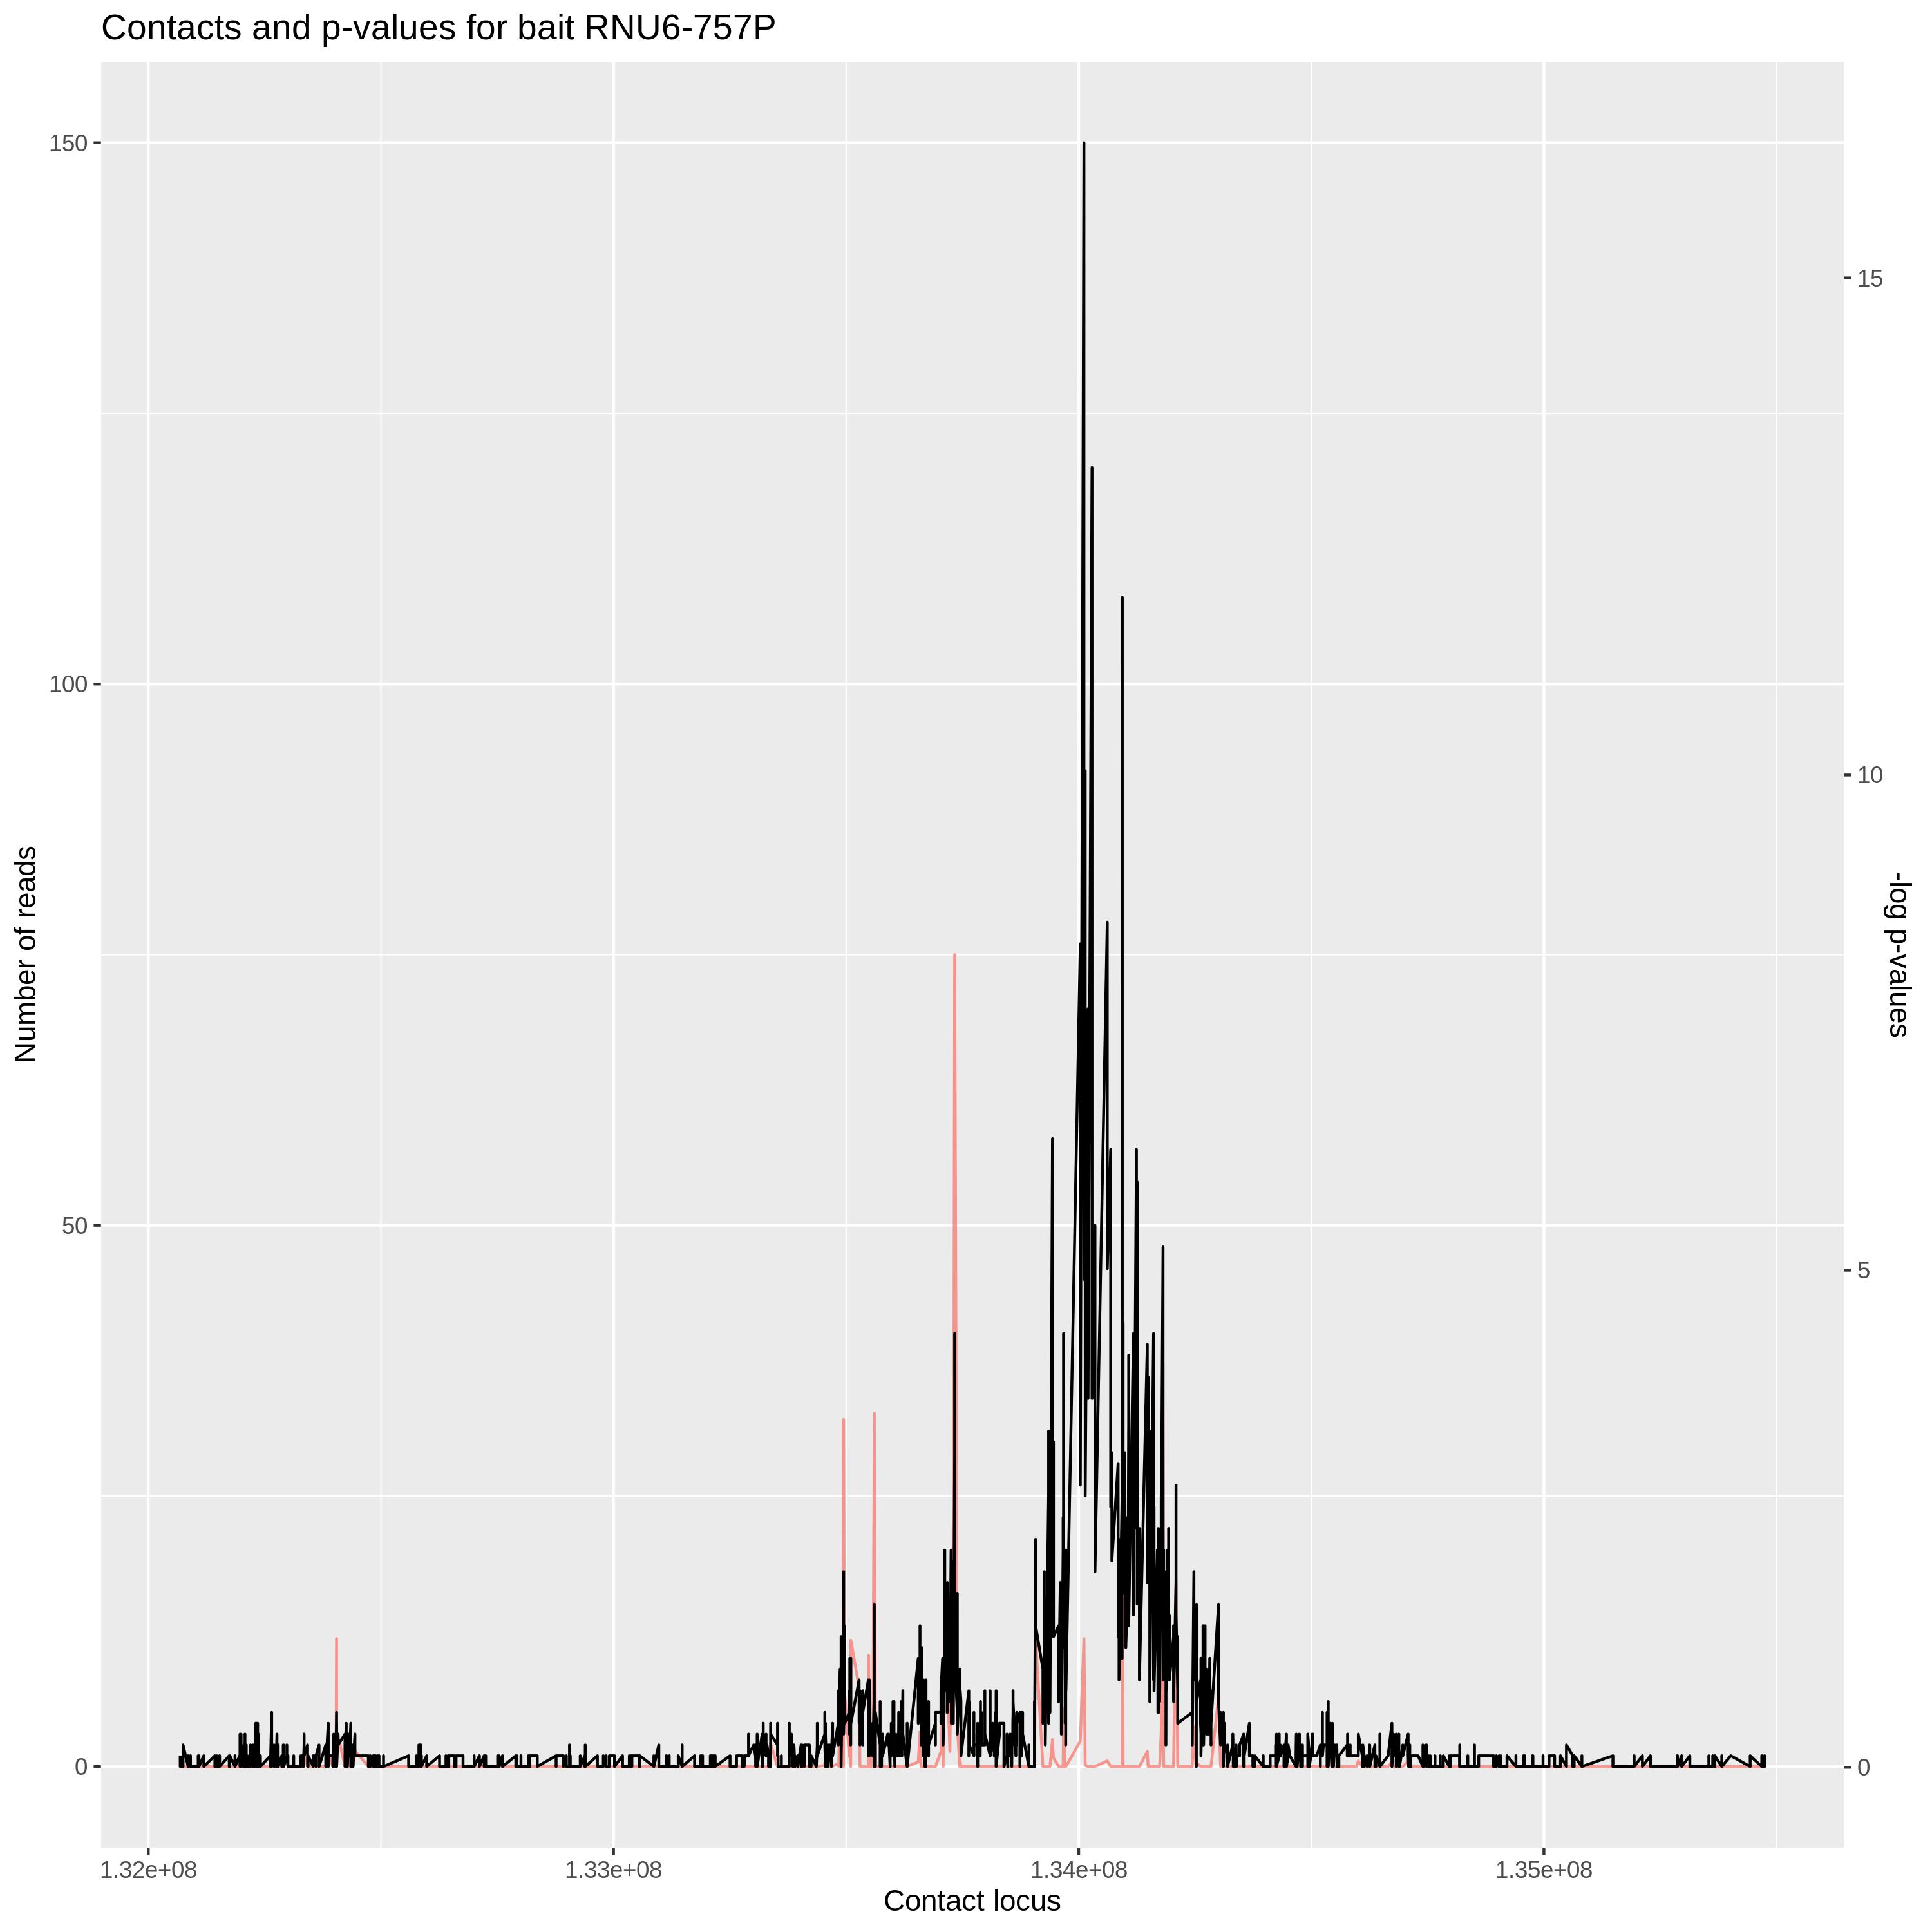 Contacts and p-values for bait RNU6-757P
150
100
50
0
15
10
5
0
Number of reads
-log p-values
1.32e+08
1.33e+08
1.34e+08
1.35e+08
Contact locus